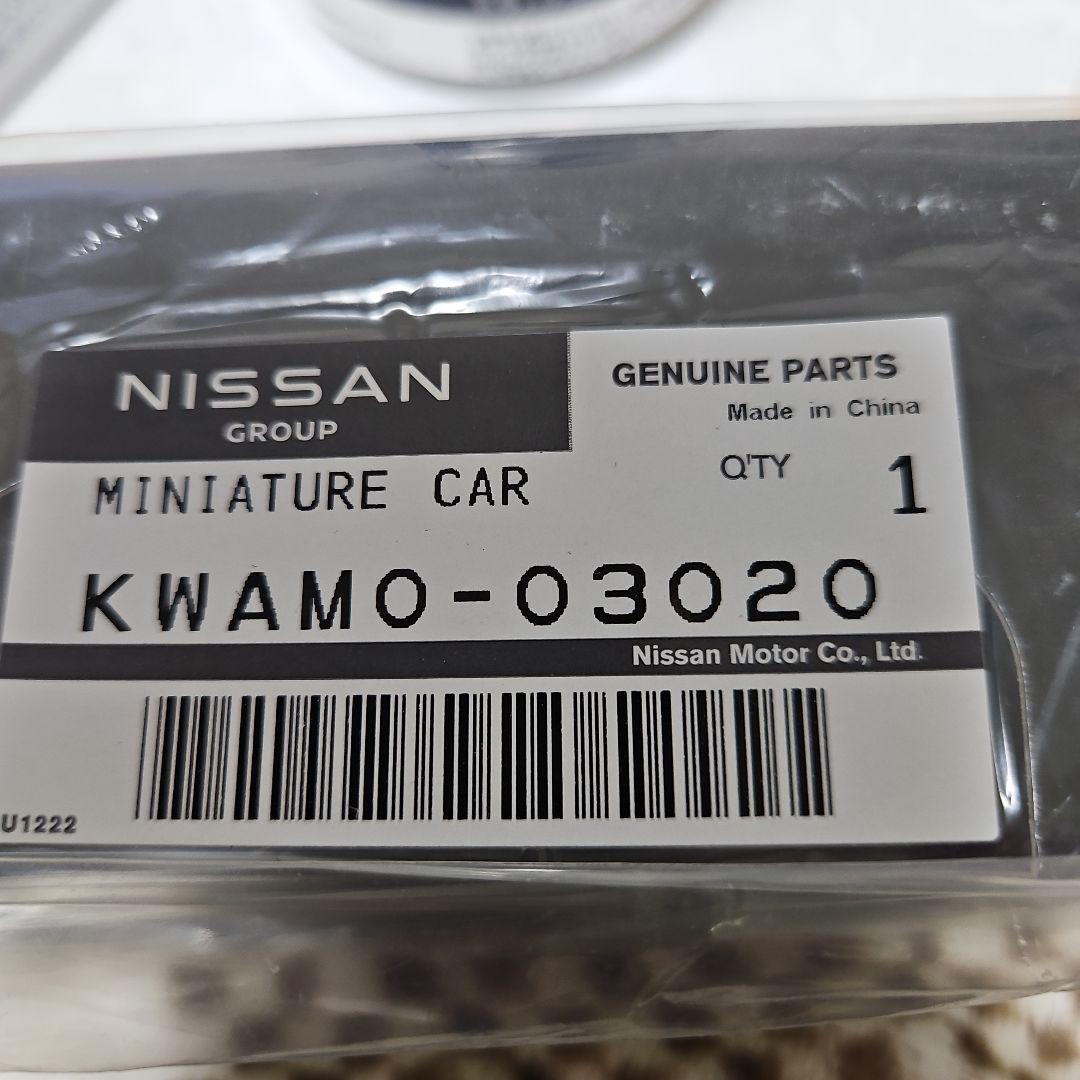 NISSAN
GROUP
GENUINE PARTS
Made in China
MINIATURE CAR
Q'TY 1
KWAM0-03020
Nissan Motor Co., Ltd.
U1222